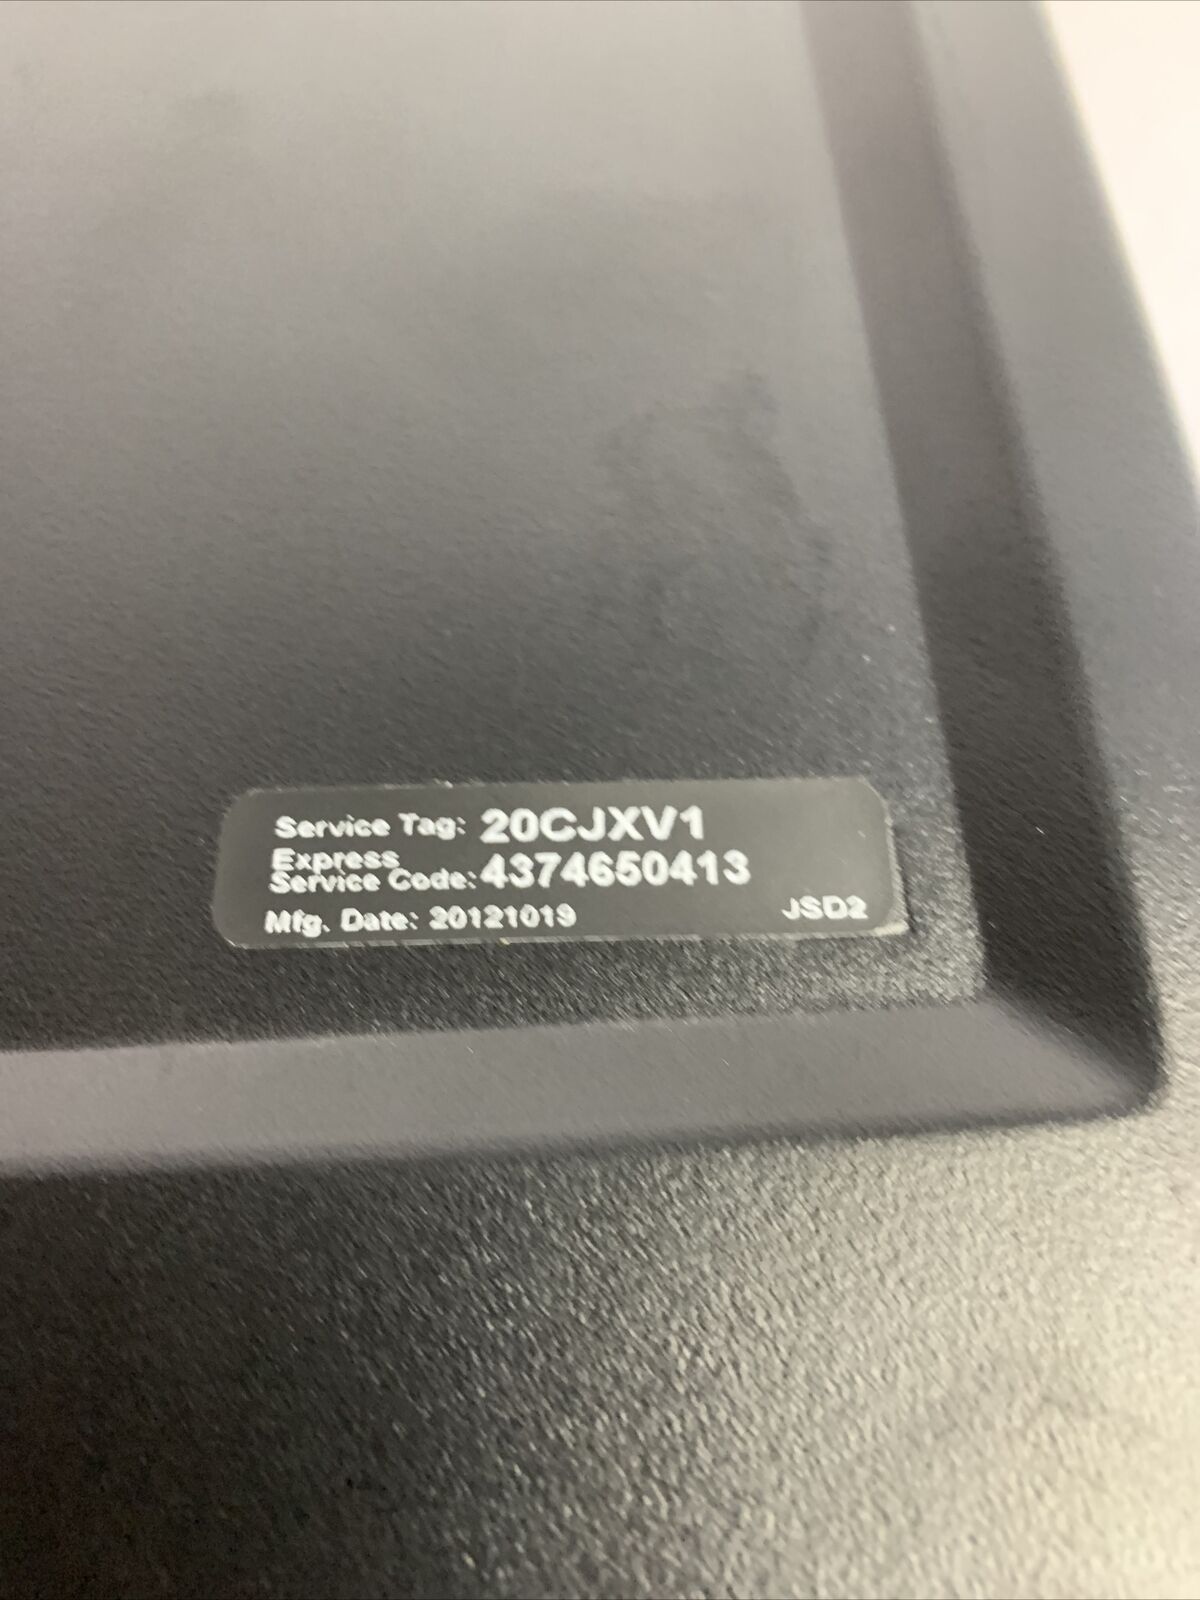 Service Tag: 20CJXV1
Express
Service Code: 4374650413
Mfg. Date: 20121019 JSD2